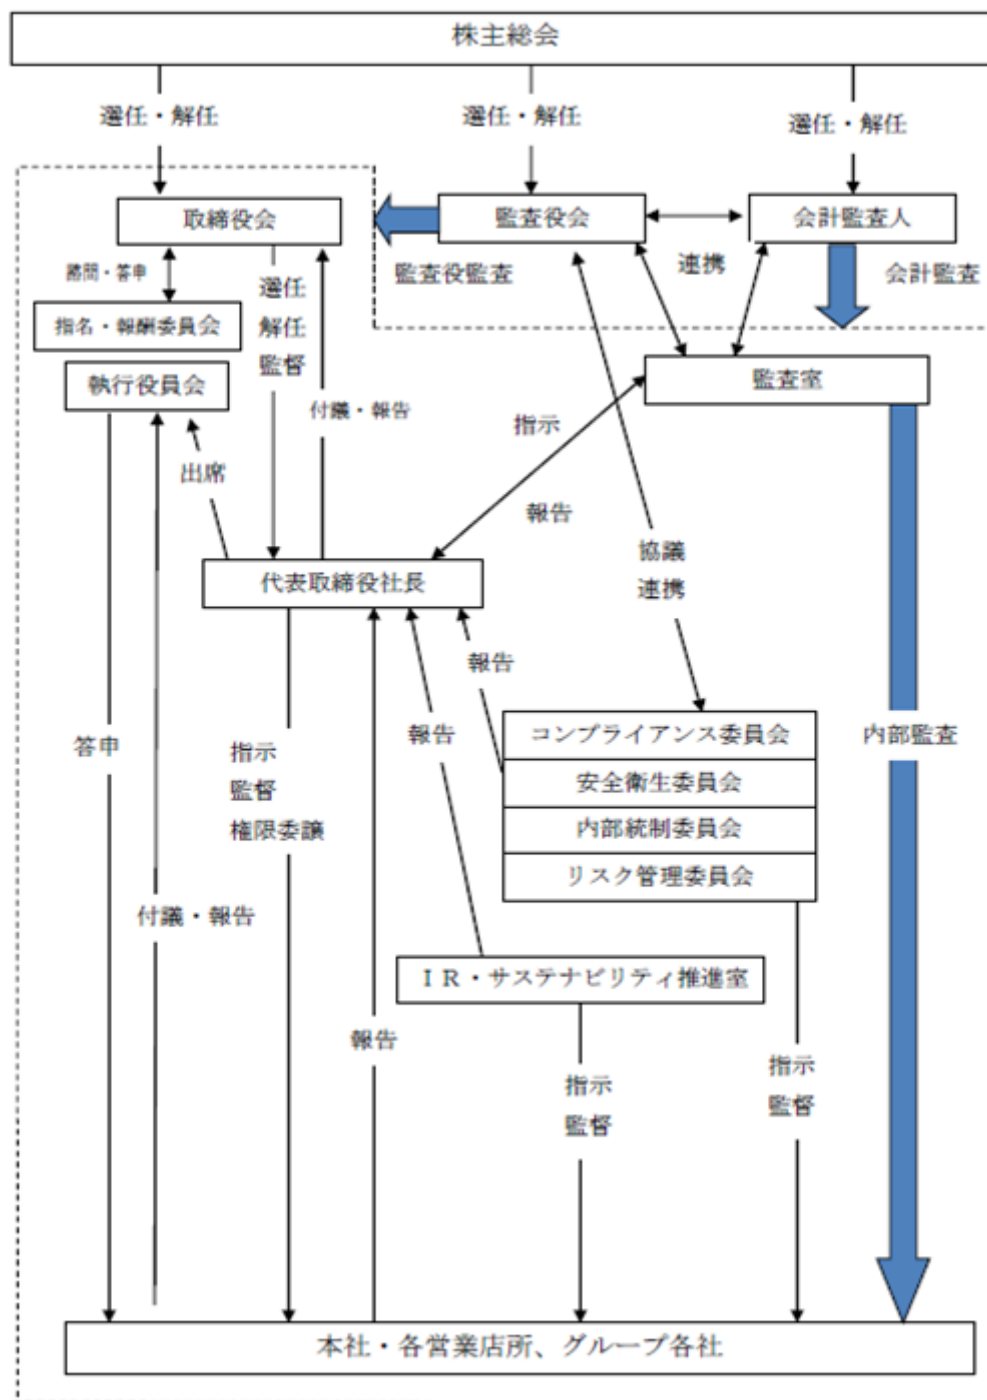 株主総会
選任・解任
選任・解任
選任・解任
取締役会
監査役会
会計監査人
連携
諮問・答申
選任
解任
監督
監査役監査
会計監査
指名・報酬委員会
執行役員会
監査室
付議・報告
指示
出席
報告
協議
連携
代表取締役社長
報告
報告
コンプライアンス委員会
安全衛生委員会
内部統制委員会
リスク管理委員会
内部監査
答申
指示
監督
権限委譲
付議・報告
ＩＲ・サステナビリティ推進室
報告
指示
監督
指示
監督
本社・各営業店所、グループ各社